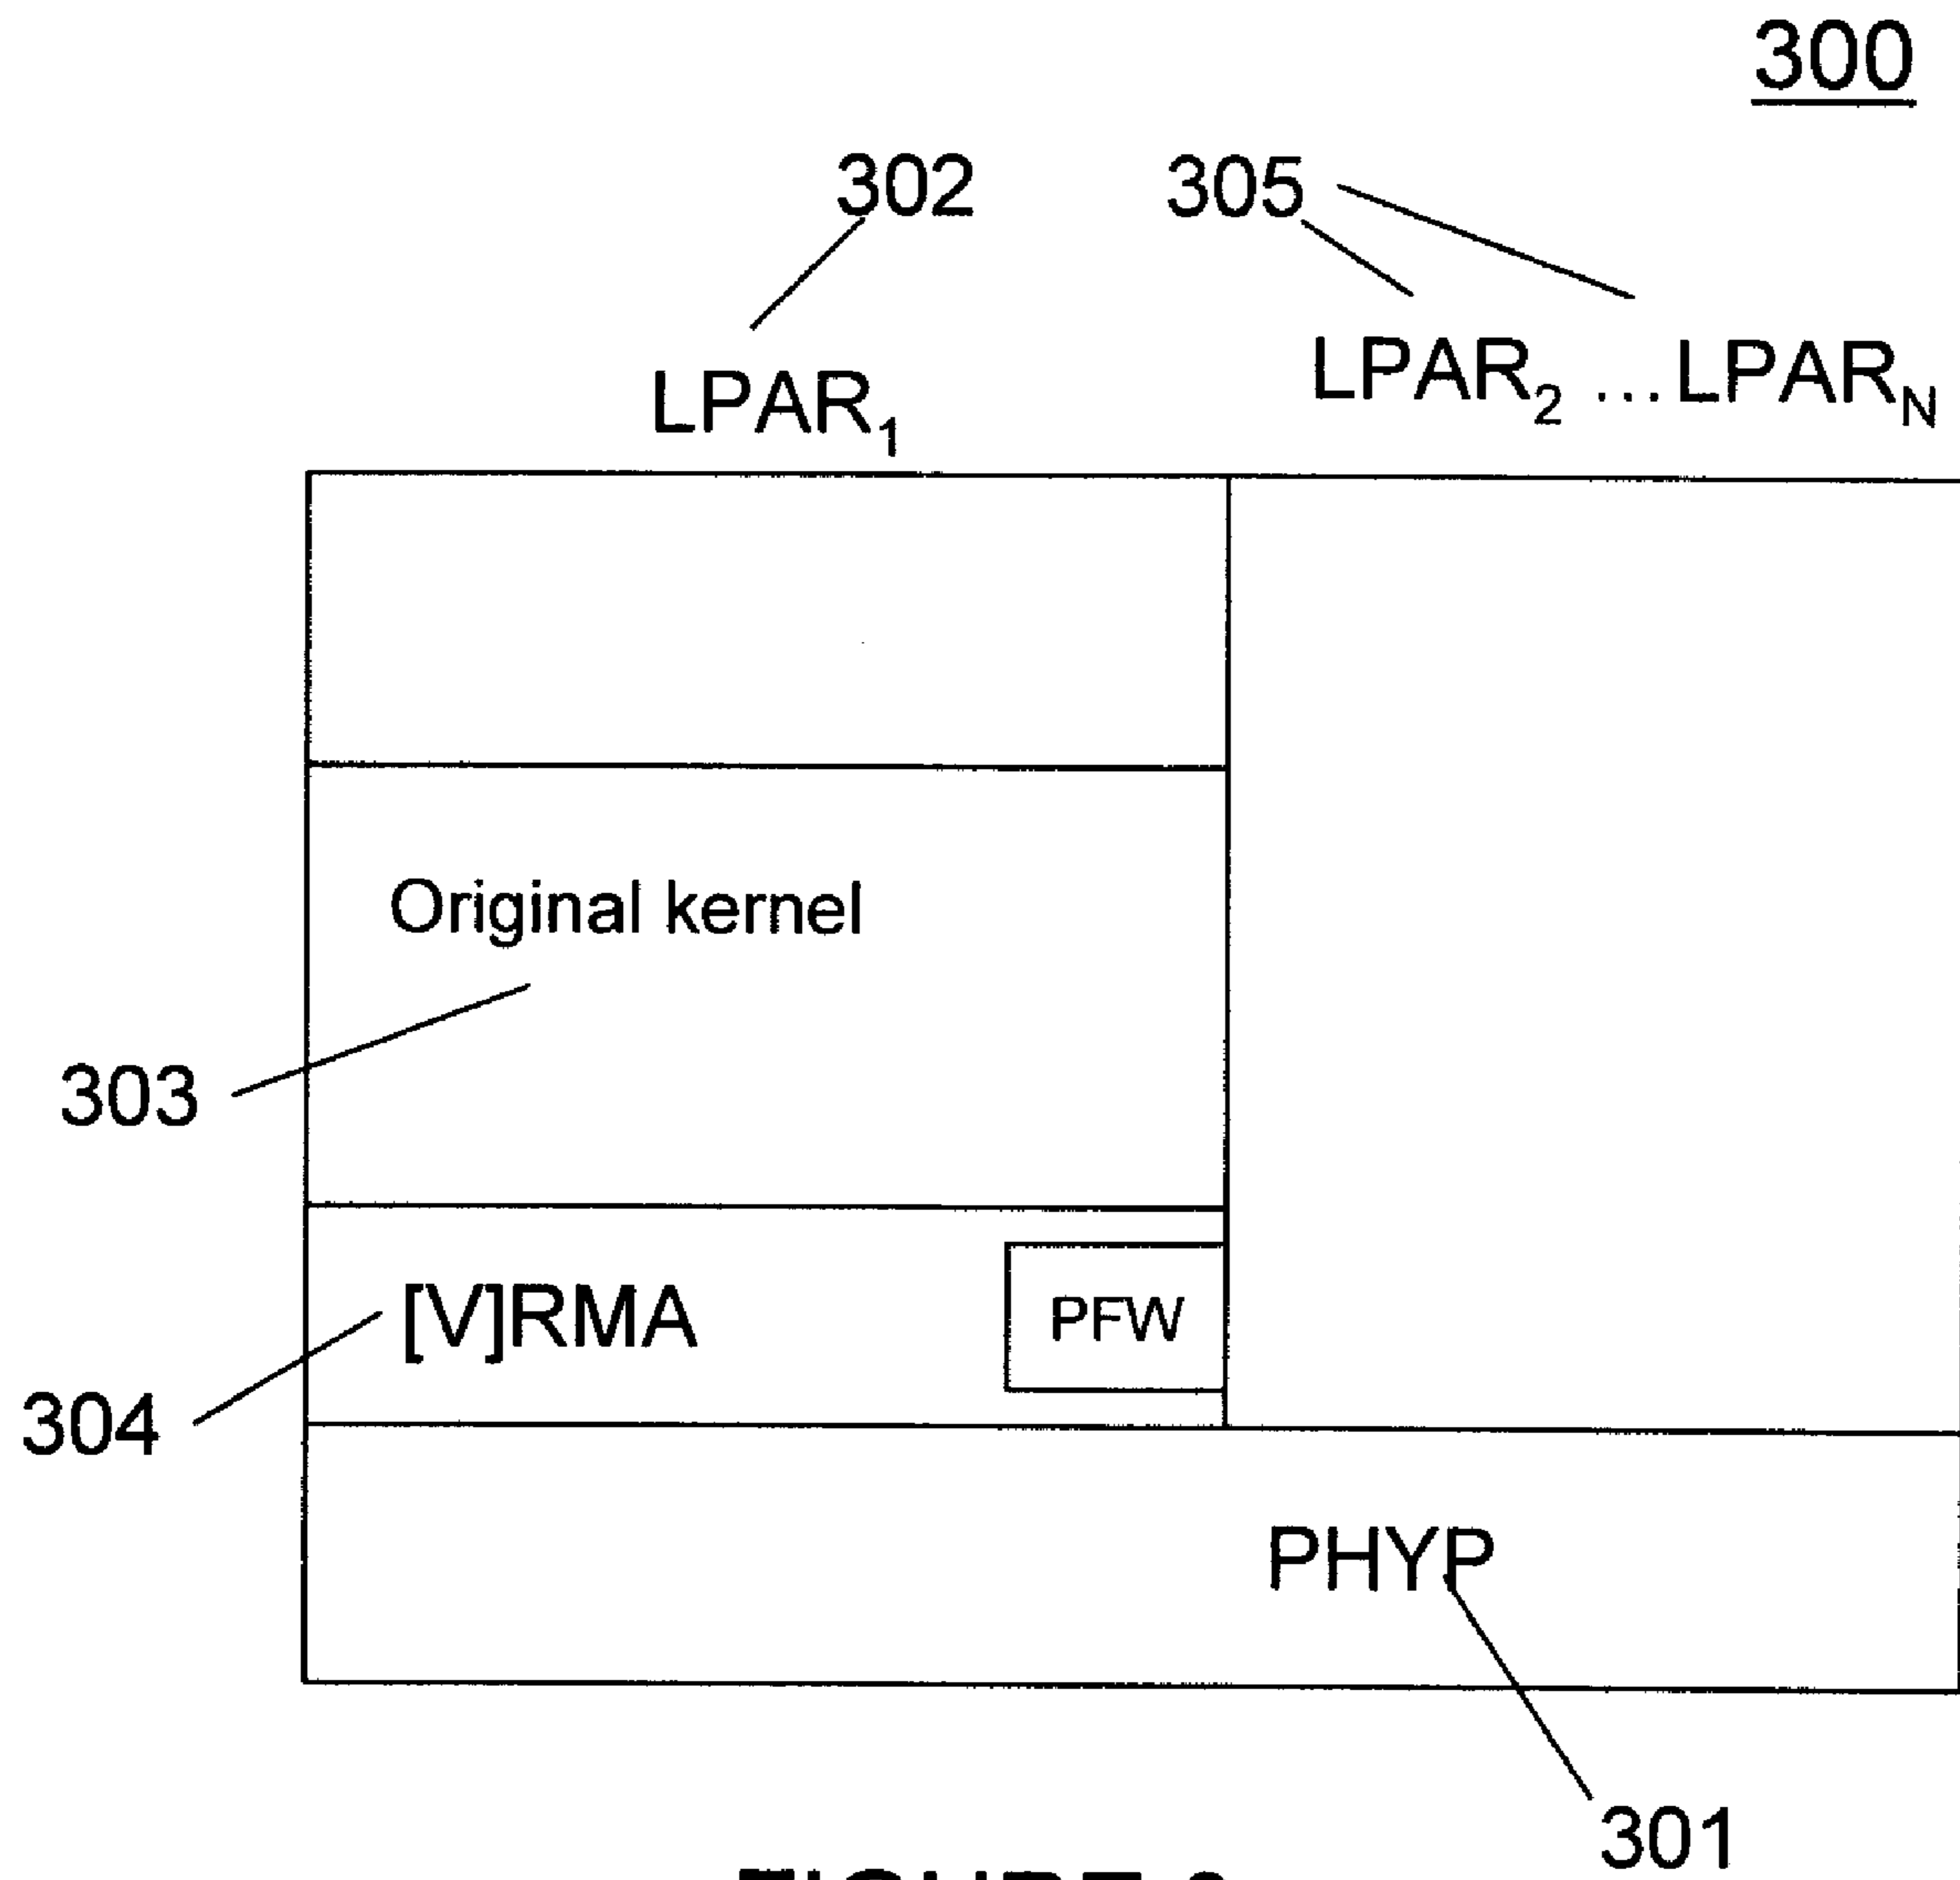 300
302 305
LPAR₁ LPAR₂ ... LPARN
Original kernel
303
[V]RMA PFW
304
PHYP
301